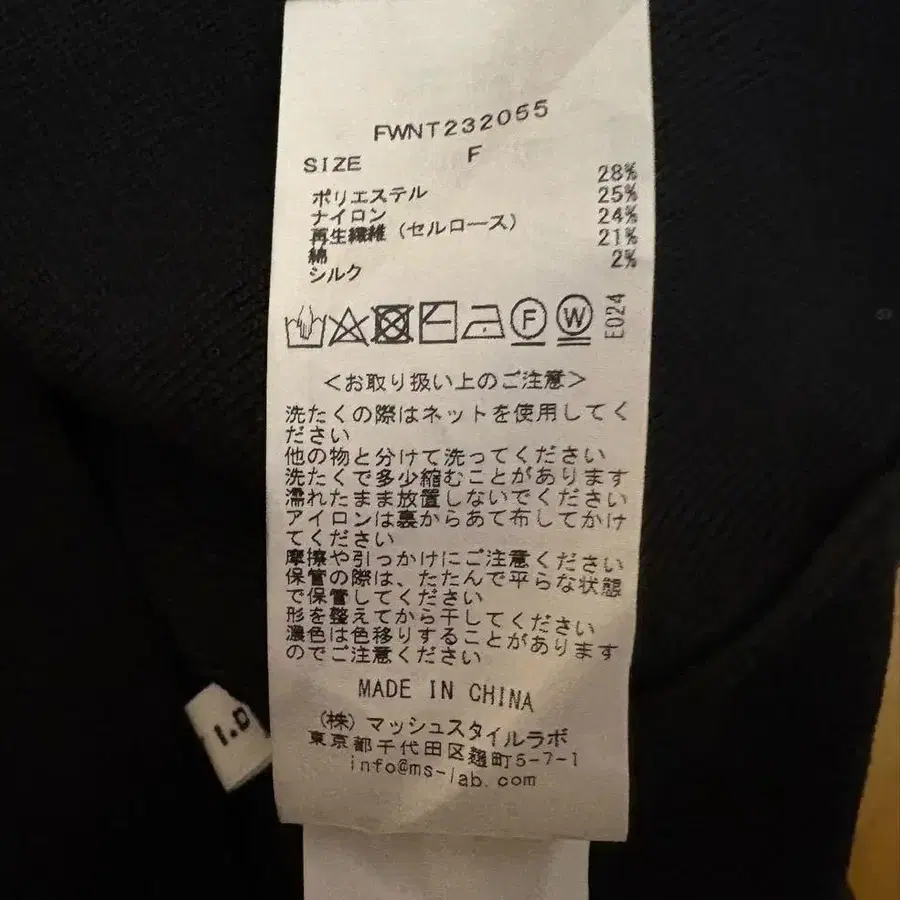 FWNT232055
SIZE F
ポリエステル 28%
ナイロン 25%
再生繊維（セルロース） 24%
綿 21%
シルク 2%
F W E024
＜お取り扱い上のご注意＞
洗たくの際はネットを使用してく
ださい
他の物と分けて洗ってください
洗たくで多少縮むことがあります
濡れたまま放置しないでください
アイロンは裏からあて布してかけ
てください
摩擦や引っかけにご注意ください
保管の際は、たたんで平らな状態
で保管してください
形を整えてから干してください
濃色は色移りすることがあります
のでご注意ください
MADE IN CHINA
（株）マッシュスタイルラボ
東京都千代田区麹町5-7-1
info@ms-lab.com
I.D